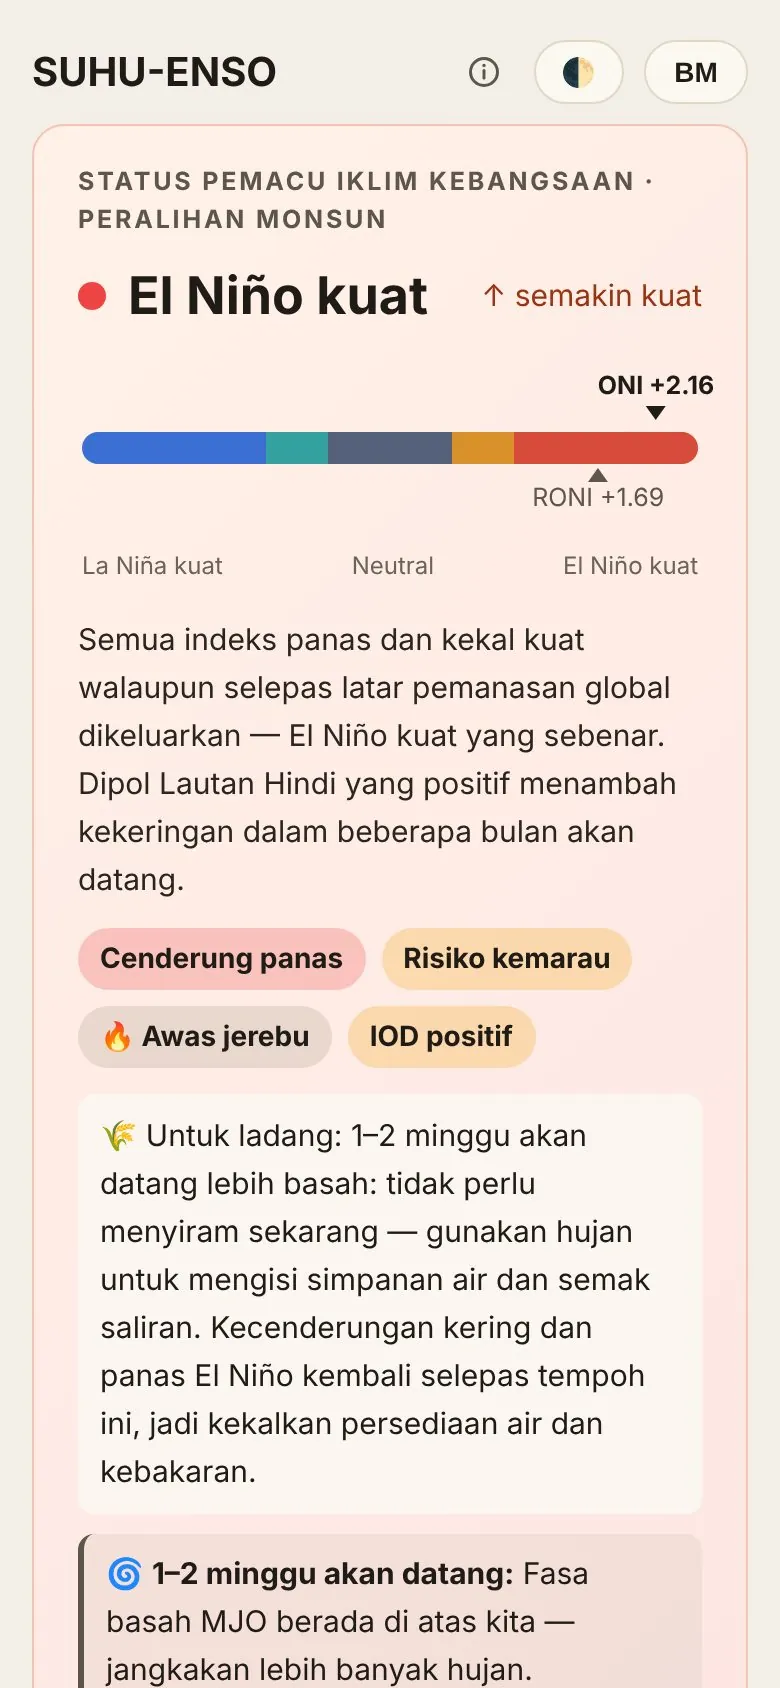 SUHU-ENSO
BM
STATUS PEMACU IKLIM KEBANGSAAN ·
PERALIHAN MONSUN
El Niño kuat
↑ semakin kuat
ONI +2.16
RONI +1.69
La Niña kuat
Neutral
El Niño kuat
Semua indeks panas dan kekal kuat
walaupun selepas latar pemanasan global
dikeluarkan — El Niño kuat yang sebenar.
Dipol Lautan Hindi yang positif menambah
kekeringan dalam beberapa bulan akan
datang.
Cenderung panas
Risiko kemarau
🔥 Awas jerebu
IOD positif
🌾 Untuk ladang: 1–2 minggu akan
datang lebih basah: tidak perlu
menyiram sekarang — gunakan hujan
untuk mengisi simpanan air dan semak
saliran. Kecenderungan kering dan
panas El Niño kembali selepas tempoh
ini, jadi kekalkan persediaan air dan
kebakaran.
🌀 1–2 minggu akan datang: Fasa
basah MJO berada di atas kita —
jangkakan lebih banyak hujan.